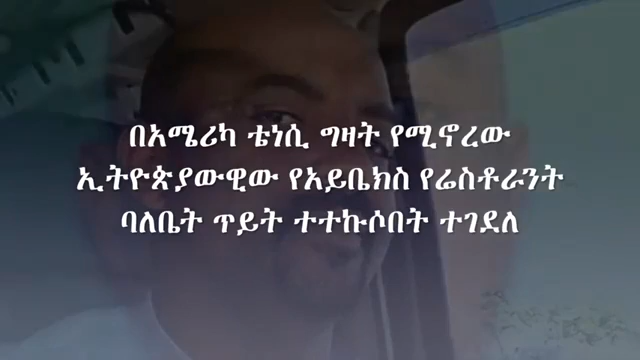 በአሜሪካ ቴነሲ ግዛት የሚኖረው
ኢትዮጵያውዊው የአይቤክስ የሬስቶራንት
ባለቤት ጥይት ተተኩሶበት ተገደለ